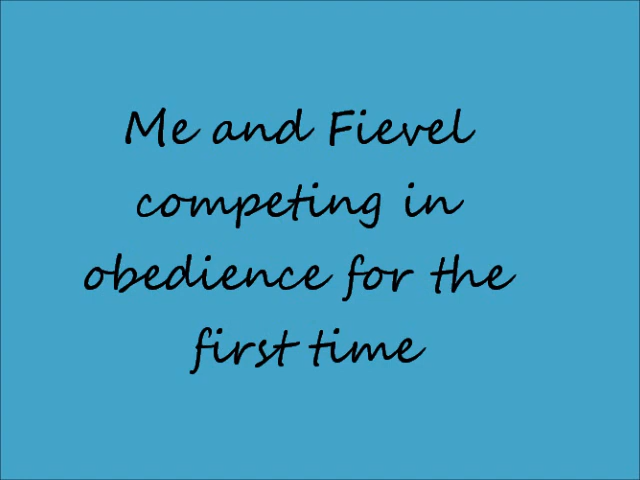 Me and Fievel
competing in
obedience for the
first time